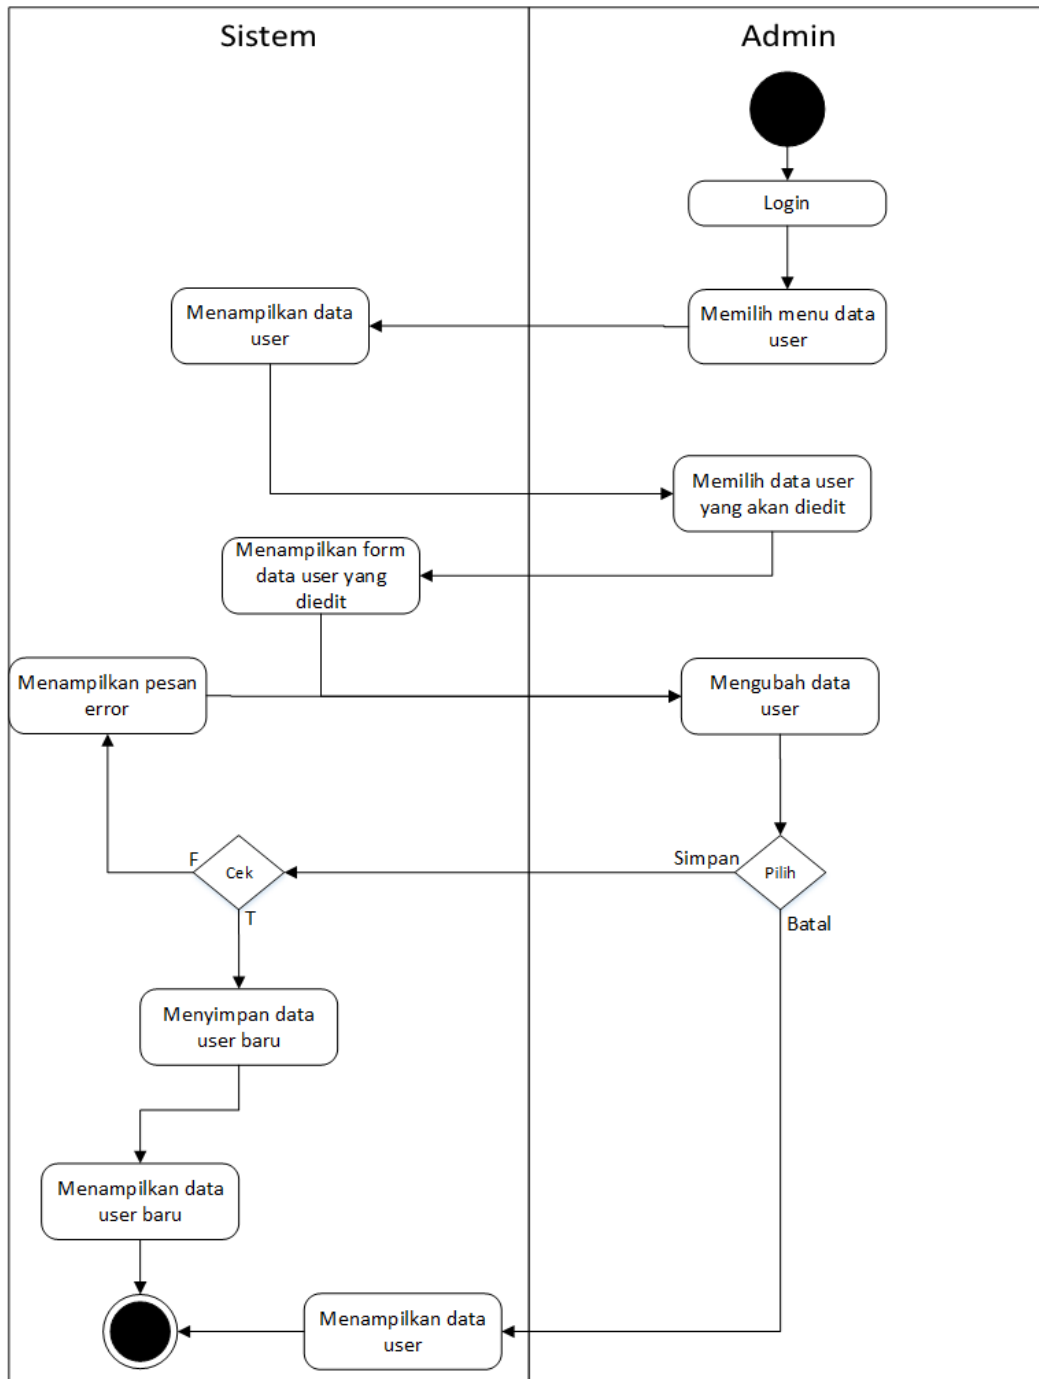 Sistem
Admin
Login
Memilih menu data
user
Menampilkan data
user
Memilih data user
yang akan diedit
Menampilkan form
data user yang
diedit
Menampilkan pesan
error
Mengubah data
user
Pilih
Simpan
Batal
Cek
F
T
Menyimpan data
user baru
Menampilkan data
user baru
Menampilkan data
user